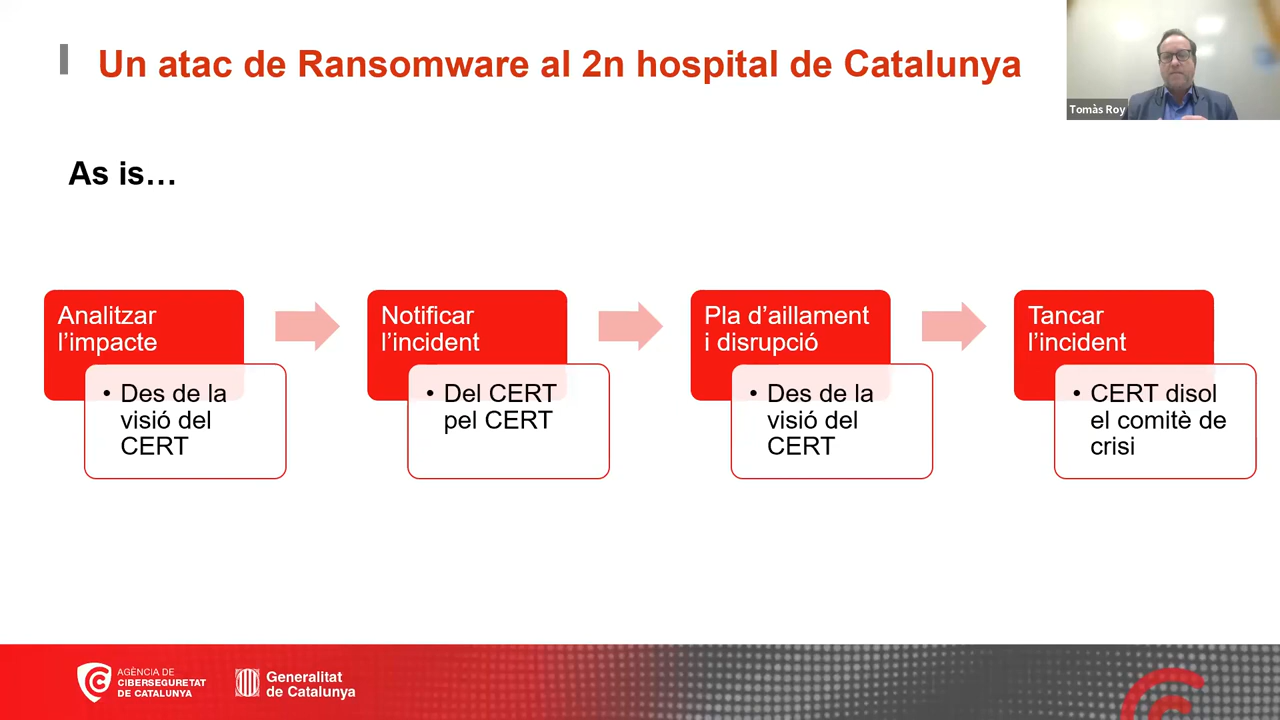 Un atac de Ransomware al 2n hospital de Catalunya
Tomàs Roy
As is…
Analitzar
l’impacte
• Des de la
visió del
CERT
Notificar
l’incident
• Del CERT
pel CERT
Pla d’aillament
i disrupció
• Des de la
visió del
CERT
Tancar
l’incident
• CERT disol
el comitè de
crisi
AGÈNCIA DE
CIBERSEGURETAT
DE CATALUNYA
Generalitat
de Catalunya